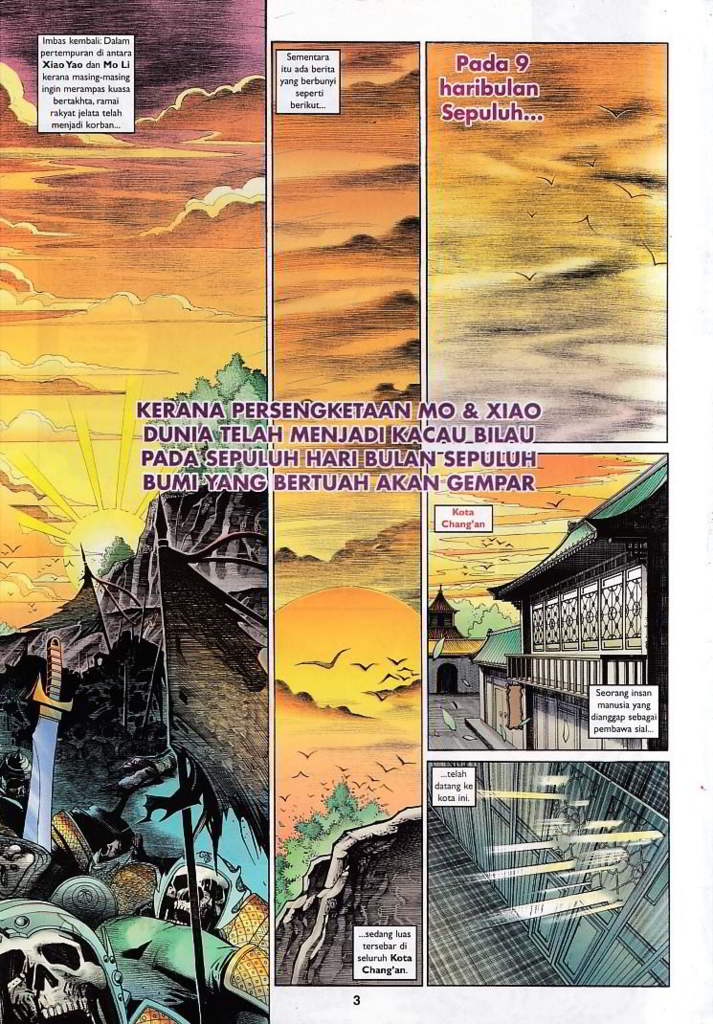 Imbas kembali: Dalam
pertempuran di antara
Xiao Yao dan Mo Li
kerana masing-masing
ingin merampas kuasa
bertakhta, ramai
rakyat jelata telah
menjadi korban...
Sementara
itu ada berita
yang berbunyi
seperti
berikut...
Pada 9
haribulan
Sepuluh...
KERANA PERSENGKETAAN MO & XIAO
DUNIA TELAH MENJADI KACAU BILAU
PADA SEPULUH HARI BULAN SEPULUH
BUMI YANG BERTUAH AKAN GEMPAR
...sedang luas
tersebar di
seluruh Kota
Chang'an.
Kota
Chang'an
Seorang insan
manusia yang
dianggap sebagai
pembawa sial...
...telah
datang ke
kota ini.
3